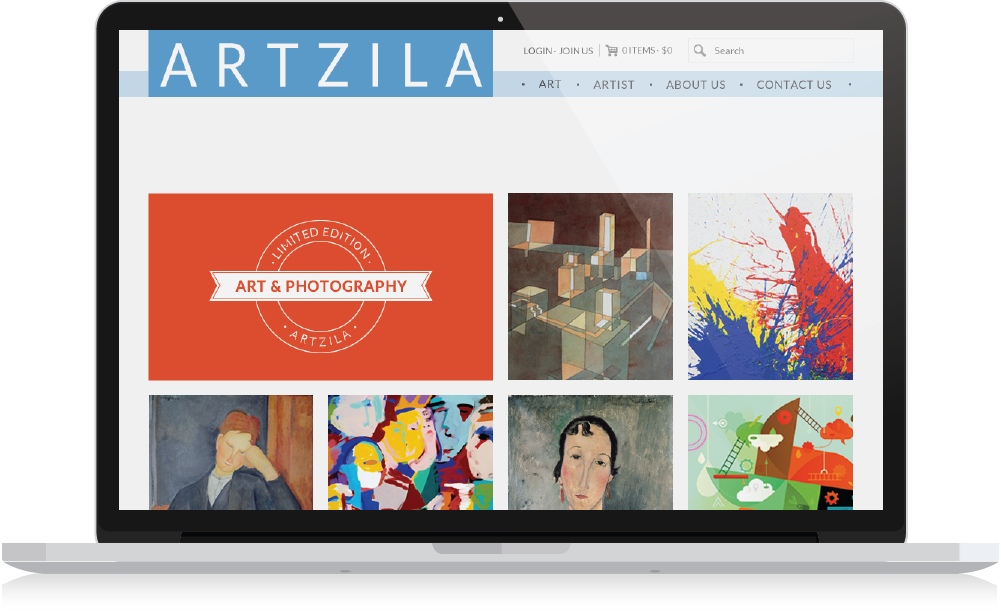 ARTZILA
LOGIN- JOIN US
0 ITEMS- $0
Search
• ART • ARTIST • ABOUT US • CONTACT US •
• LIMITED EDITION •
ART & PHOTOGRAPHY
• ARTZILA •